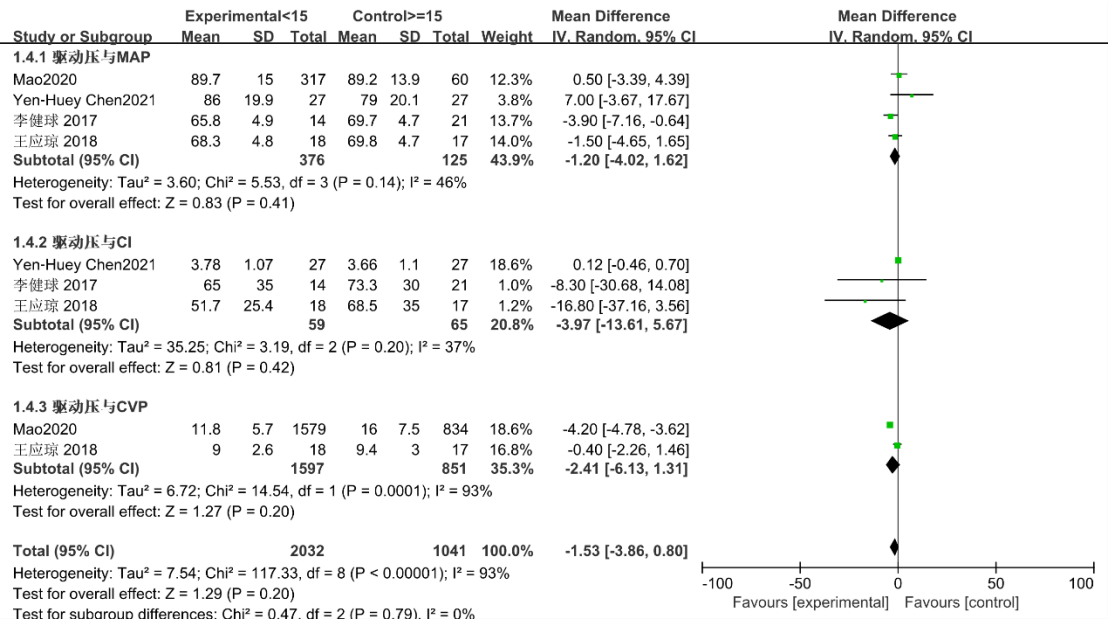 Experimental<15 Control>=15 Mean Difference Mean Difference
Study or Subgroup Mean SD Total Mean SD Total Weight IV, Random, 95% CI IV, Random, 95% CI
1.4.1 驱动压与MAP
Mao2020 89.7 15 317 89.2 13.9 60 12.3% 0.50 [-3.39, 4.39]
Yen-Huey Chen2021 86 19.9 27 79 20.1 27 3.8% 7.00 [-3.67, 17.67]
李健球 2017 65.8 4.9 14 69.7 4.7 21 13.7% -3.90 [-7.16, -0.64]
王应琼 2018 68.3 4.8 18 69.8 4.7 17 14.0% -1.50 [-4.65, 1.65]
Subtotal (95% CI) 376 125 43.9% -1.20 [-4.02, 1.62]
Heterogeneity: Tau² = 3.60; Chi² = 5.53, df = 3 (P = 0.14); I² = 46%
Test for overall effect: Z = 0.83 (P = 0.41)
1.4.2 驱动压与CI
Yen-Huey Chen2021 3.78 1.07 27 3.66 1.1 27 18.6% 0.12 [-0.46, 0.70]
李健球 2017 65 35 14 73.3 30 21 1.0% -8.30 [-30.68, 14.08]
王应琼 2018 51.7 25.4 18 68.5 35 17 1.2% -16.80 [-37.16, 3.56]
Subtotal (95% CI) 59 65 20.8% -3.97 [-13.61, 5.67]
Heterogeneity: Tau² = 35.25; Chi² = 3.19, df = 2 (P = 0.20); I² = 37%
Test for overall effect: Z = 0.81 (P = 0.42)
1.4.3 驱动压与CVP
Mao2020 11.8 5.7 1579 16 7.5 834 18.6% -4.20 [-4.78, -3.62]
王应琼 2018 9 2.6 18 9.4 3 17 16.8% -0.40 [-2.26, 1.46]
Subtotal (95% CI) 1597 851 35.3% -2.41 [-6.13, 1.31]
Heterogeneity: Tau² = 6.72; Chi² = 14.54, df = 1 (P = 0.0001); I² = 93%
Test for overall effect: Z = 1.27 (P = 0.20)
Total (95% CI) 2032 1041 100.0% -1.53 [-3.86, 0.80]
Heterogeneity: Tau² = 7.54; Chi² = 117.33, df = 8 (P < 0.00001); I² = 93%
Test for overall effect: Z = 1.29 (P = 0.20)
Test for subgroup differences: Chi² = 0.47, df = 2 (P = 0.79), I² = 0%
-100 -50 0 50 100
Favours [experimental] Favours [control]